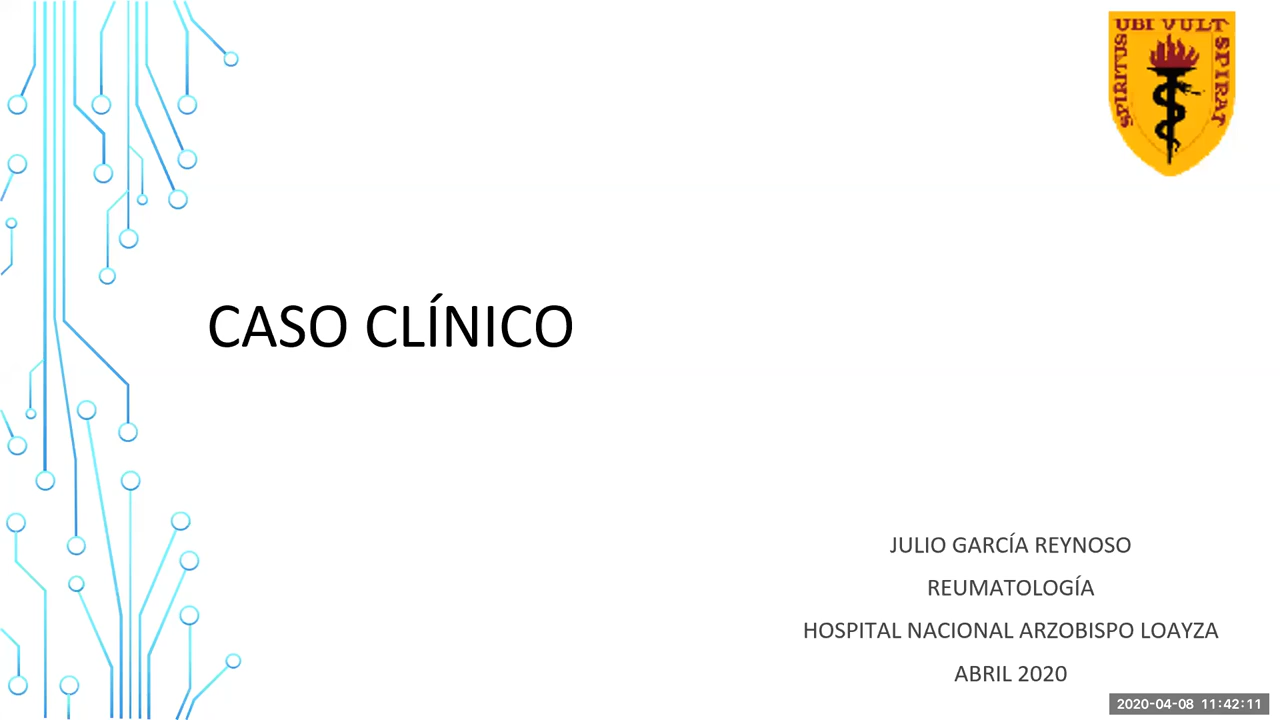 SPIRITUS UBI VULT SPIRAT
CASO CLÍNICO
JULIO GARCÍA REYNOSO
REUMATOLOGÍA
HOSPITAL NACIONAL ARZOBISPO LOAYZA
ABRIL 2020
2020-04-08 11:42:11